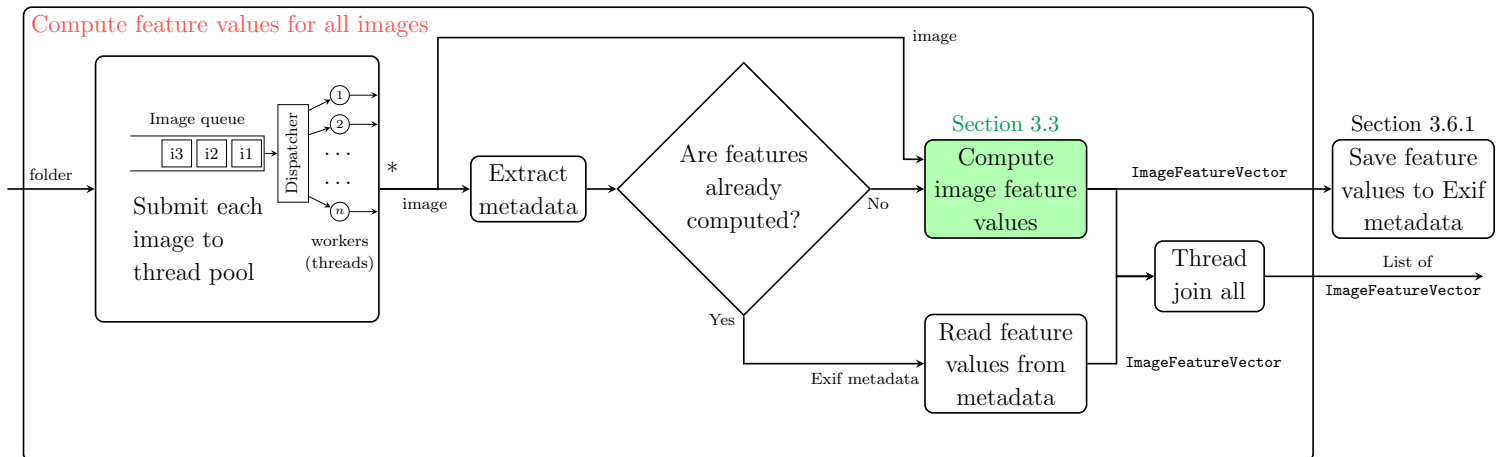 Compute feature values for all images
folder
Image queue
i3 i2 i1
Dispatcher
1
2
. . .
. . .
n
workers
(threads)
Submit each
image to
thread pool
*
image
image
Extract
metadata
Are features
already
computed?
No
Yes
Section 3.3
Compute
image feature
values
Exif metadata
Read feature
values from
metadata
ImageFeatureVector
ImageFeatureVector
Thread
join all
Section 3.6.1
Save feature
values to Exif
metadata
List of
ImageFeatureVector